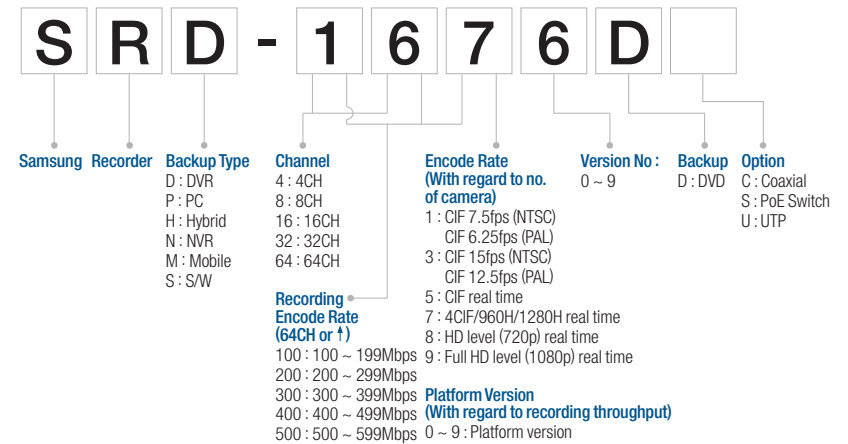 SRD-1676D
Samsung
Recorder
Backup Type
D : DVR
P : PC
H : Hybrid
N : NVR
M : Mobile
S : S/W
Channel
4 : 4CH
8 : 8CH
16 : 16CH
32 : 32CH
64 : 64CH
Recording
Encode Rate
(64CH or ↑)
100 : 100 ~ 199Mbps
200 : 200 ~ 299Mbps
300 : 300 ~ 399Mbps
400 : 400 ~ 499Mbps
500 : 500 ~ 599Mbps
Encode Rate
(With regard to no.
of camera)
1 : CIF 7.5fps (NTSC)
CIF 6.25fps (PAL)
3 : CIF 15fps (NTSC)
CIF 12.5fps (PAL)
5 : CIF real time
7 : 4CIF/960H/1280H real time
8 : HD level (720p) real time
9 : Full HD level (1080p) real time
Platform Version
(With regard to recording throughput)
0 ~ 9 : Platform version
Version No :
0 ~ 9
Backup
D : DVD
Option
C : Coaxial
S : PoE Switch
U : UTP